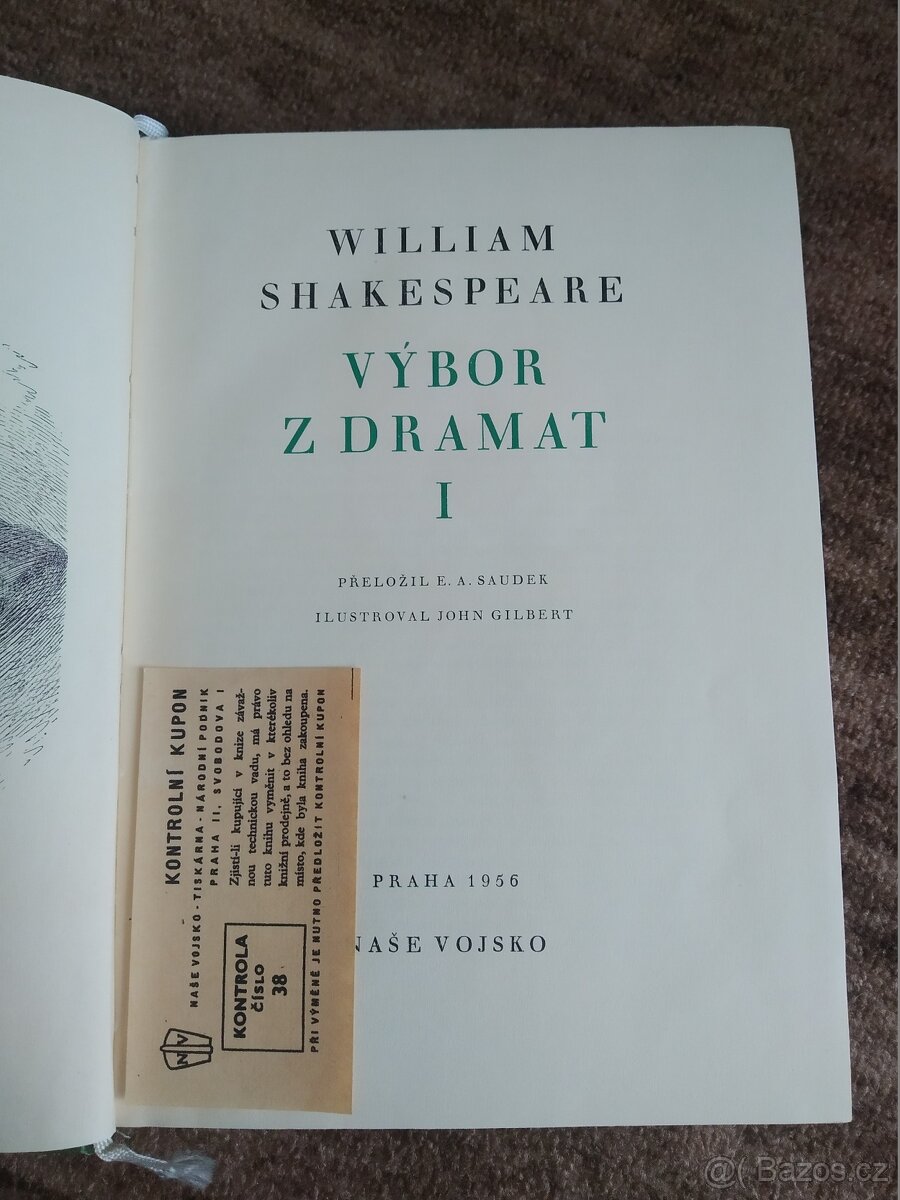 WILLIAM
SHAKESPEARE
VÝBOR
Z DRAMAT
I
PŘELOŽIL E. A. SAUDEK
ILUSTROVAL JOHN GILBERT
PRAHA 1956
NAŠE VOJSKO
KONTROLNÍ KUPON
NAŠE VOJSKO - TISKÁRNA - NÁRODNÍ PODNIK
PRAHA II, SVOBODOVA 1
Zjistí-li kupující v knize závaž-
nou technickou vadu, má právo
tuto knihu vyměnit v kterékoliv
knižní prodejně, a to bez ohledu na
místo, kde byla kniha zakoupena.
PŘI VÝMĚNĚ JE NUTNO PŘEDLOŽIT KONTROLNÍ KUPON
NV
KONTROLA
ČÍSLO
38
@ Bazos.cz